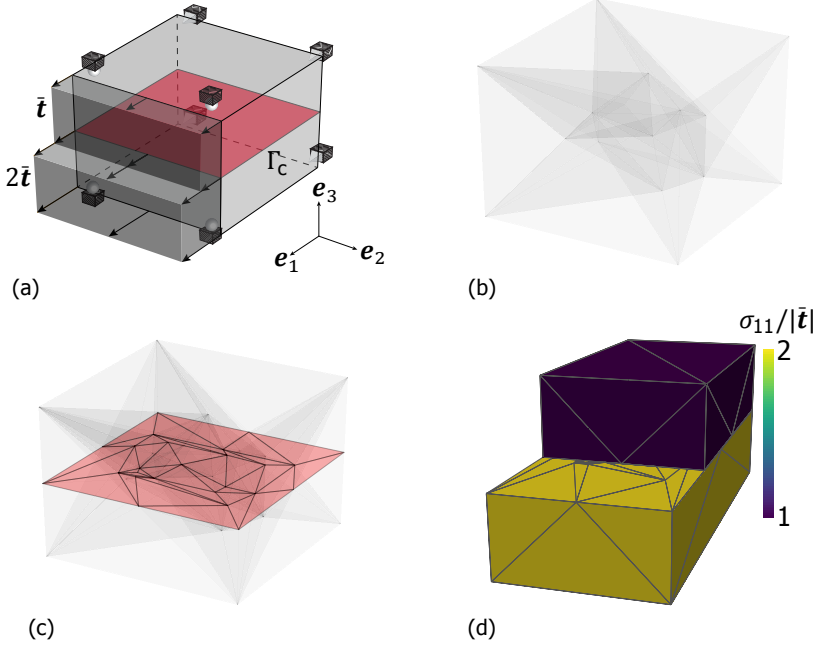 t̄
2t̄
Γc
e3
e1
e2
(a)
(b)
σ11/|t̄|
2
1
(c)
(d)